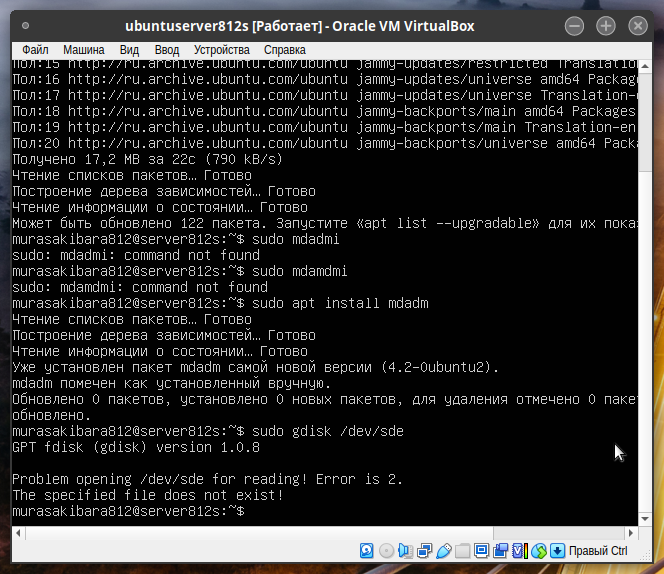 ubuntuserver812s [Работает] - Oracle VM VirtualBox
Файл Машина Вид Ввод Устройства Справка
Пол:15 http://ru.archive.ubuntu.com/ubuntu jammy-updates/restricted Translation
Пол:16 http://ru.archive.ubuntu.com/ubuntu jammy-updates/universe amd64 Packag
Пол:17 http://ru.archive.ubuntu.com/ubuntu jammy-updates/universe Translation-e
Пол:18 http://ru.archive.ubuntu.com/ubuntu jammy-backports/main amd64 Packages
Пол:19 http://ru.archive.ubuntu.com/ubuntu jammy-backports/main Translation-en
Пол:20 http://ru.archive.ubuntu.com/ubuntu jammy-backports/universe amd64 Packa
Получено 17,2 MB за 22с (790 kB/s)
Чтение списков пакетов… Готово
Построение дерева зависимостей… Готово
Чтение информации о состоянии… Готово
Может быть обновлено 122 пакета. Запустите «apt list --upgradable» для их показ
murasakibara812@server812s:~$ sudo mdadmi
sudo: mdadmi: command not found
murasakibara812@server812s:~$ sudo mdamdmi
sudo: mdamdmi: command not found
murasakibara812@server812s:~$ sudo apt install mdadm
Чтение списков пакетов… Готово
Построение дерева зависимостей… Готово
Чтение информации о состоянии… Готово
Уже установлен пакет mdadm самой новой версии (4.2-0ubuntu2).
mdadm помечен как установленный вручную.
Обновлено 0 пакетов, установлено 0 новых пакетов, для удаления отмечено 0 паке
обновлено.
murasakibara812@server812s:~$ sudo gdisk /dev/sde
GPT fdisk (gdisk) version 1.0.8
Problem opening /dev/sde for reading! Error is 2.
The specified file does not exist!
murasakibara812@server812s:~$
Правый Ctrl